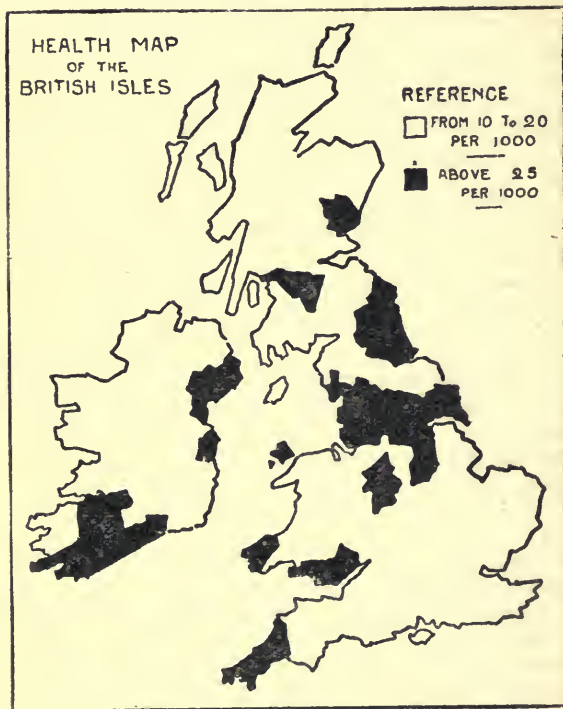 HEALTH MAP
OF THE
BRITISH ISLES
REFERENCE
FROM 10 TO 20
PER 1000
ABOVE 25
PER 1000